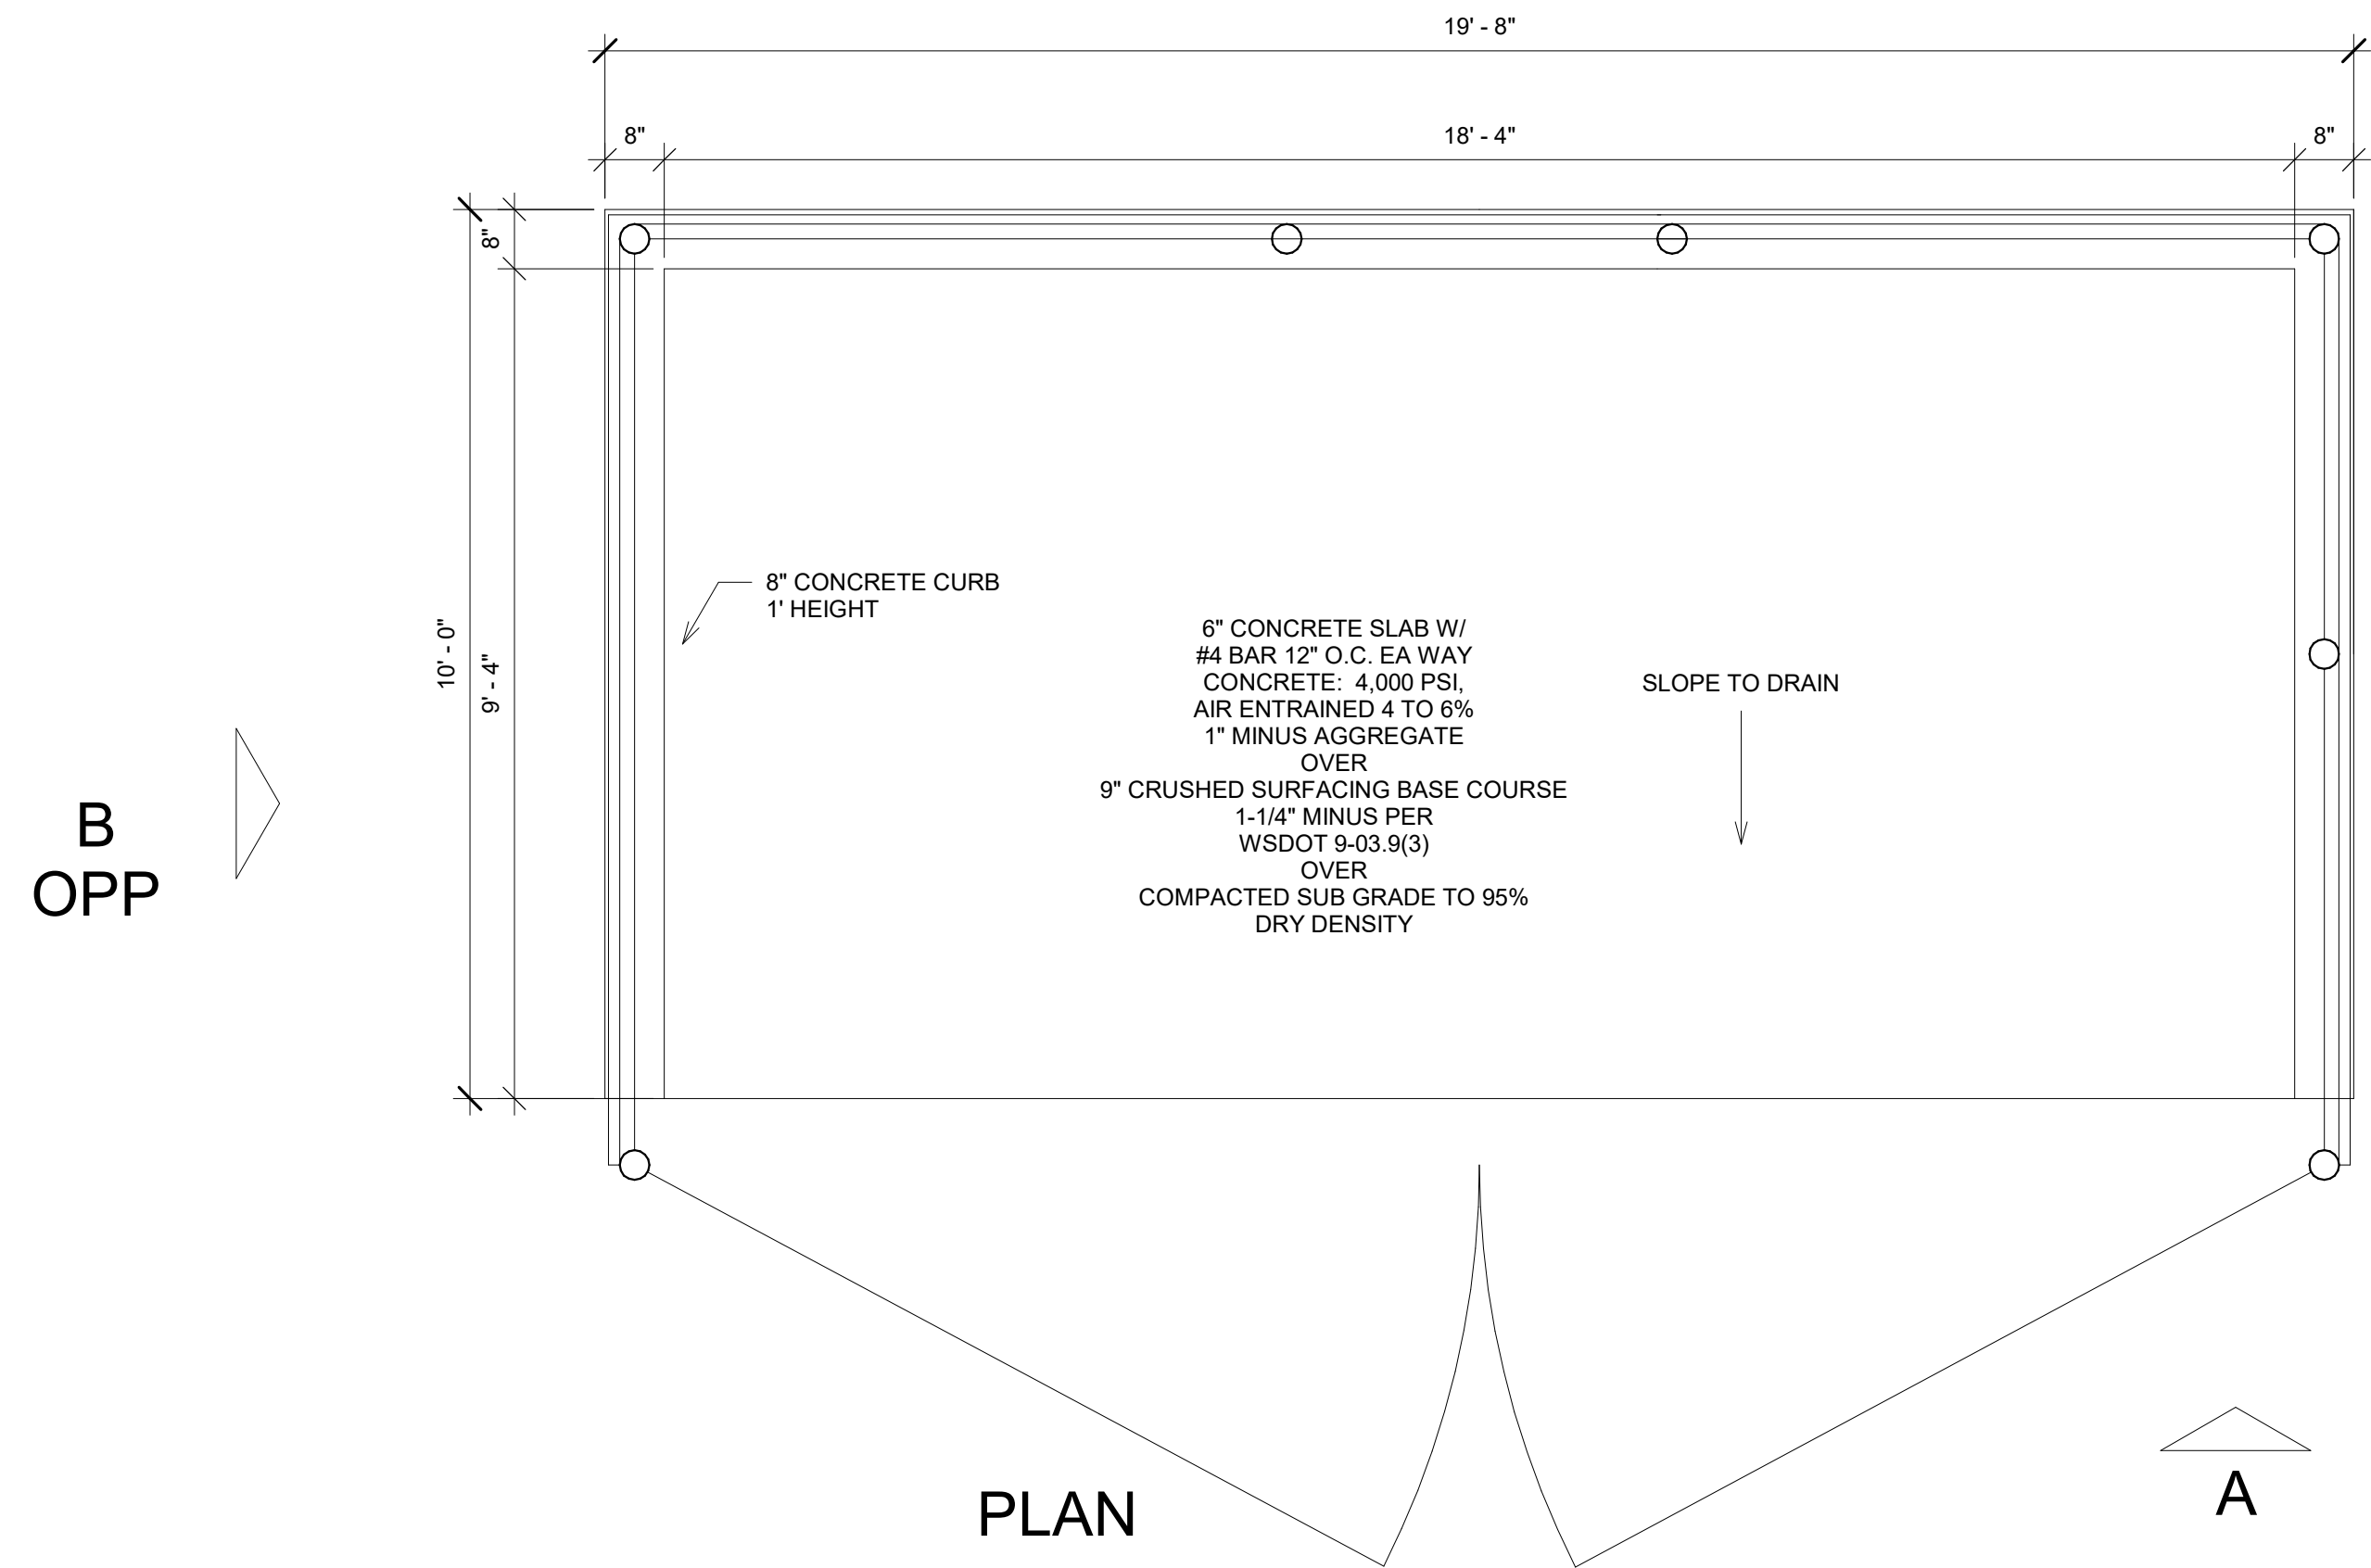 19' - 8"
8"
18' - 4"
8"
8"
10' - 0"
9' - 4"
8" CONCRETE CURB
1' HEIGHT
6" CONCRETE SLAB W/
#4 BAR 12" O.C. EA WAY
CONCRETE:  4,000 PSI,
AIR ENTRAINED 4 TO 6%
1" MINUS AGGREGATE
OVER
9" CRUSHED SURFACING BASE COURSE
1-1/4" MINUS PER
WSDOT 9-03.9(3)
OVER
COMPACTED SUB GRADE TO 95%
DRY DENSITY
SLOPE TO DRAIN
B
OPP
PLAN
A